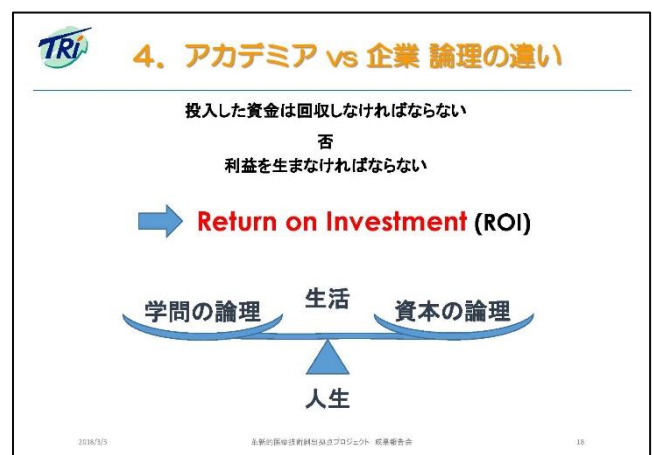 TRi
4. アカデミア vs 企業 論理の違い
投入した資金は回収しなければならない
否
利益を生まなければならない
Return on Investment (ROI)
生活
学問の論理 資本の論理
人生
2018/3/5 革新的医療技術創出拠点プロジェクト 成果報告会 18